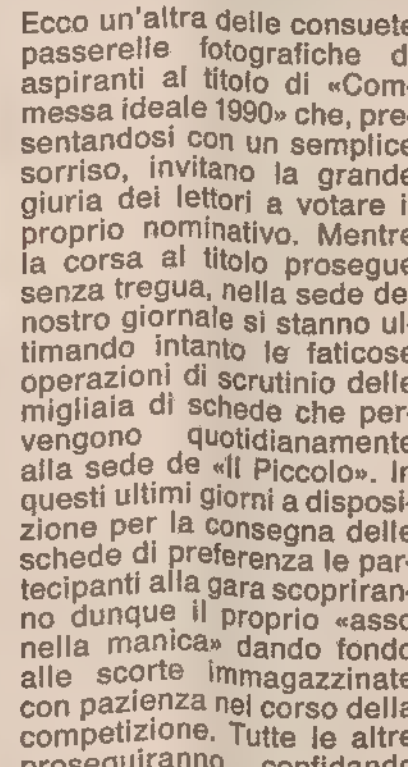 Ecco un'altra delle consuete
passerelle fotografiche d
aspiranti al titolo di «Com-
messa ideale 1990» che, pre-
sentandosi con un semplice
sorriso, invitano la grande
giuria dei lettori a votare i
proprio nominativo. Mentre
la corsa al titolo prosegue
senza tregua, nella sede de
nostro giornale si stanno ul-
timando intanto le faticose
operazioni di scrutinio delle
migliaia di schede che per-
vengono quotidianamente
alla sede de «Il Piccolo». In
questi ultimi giorni a disposi-
zione per la consegna delle
schede di preferenza le par-
tecipanti alla gara scopriran-
no dunque il proprio «asso
nella manica» dando fondo
alle scorte immagazzinate
con pazienza nel corso della
competizione. Tutte le altre
proseguiranno confidando